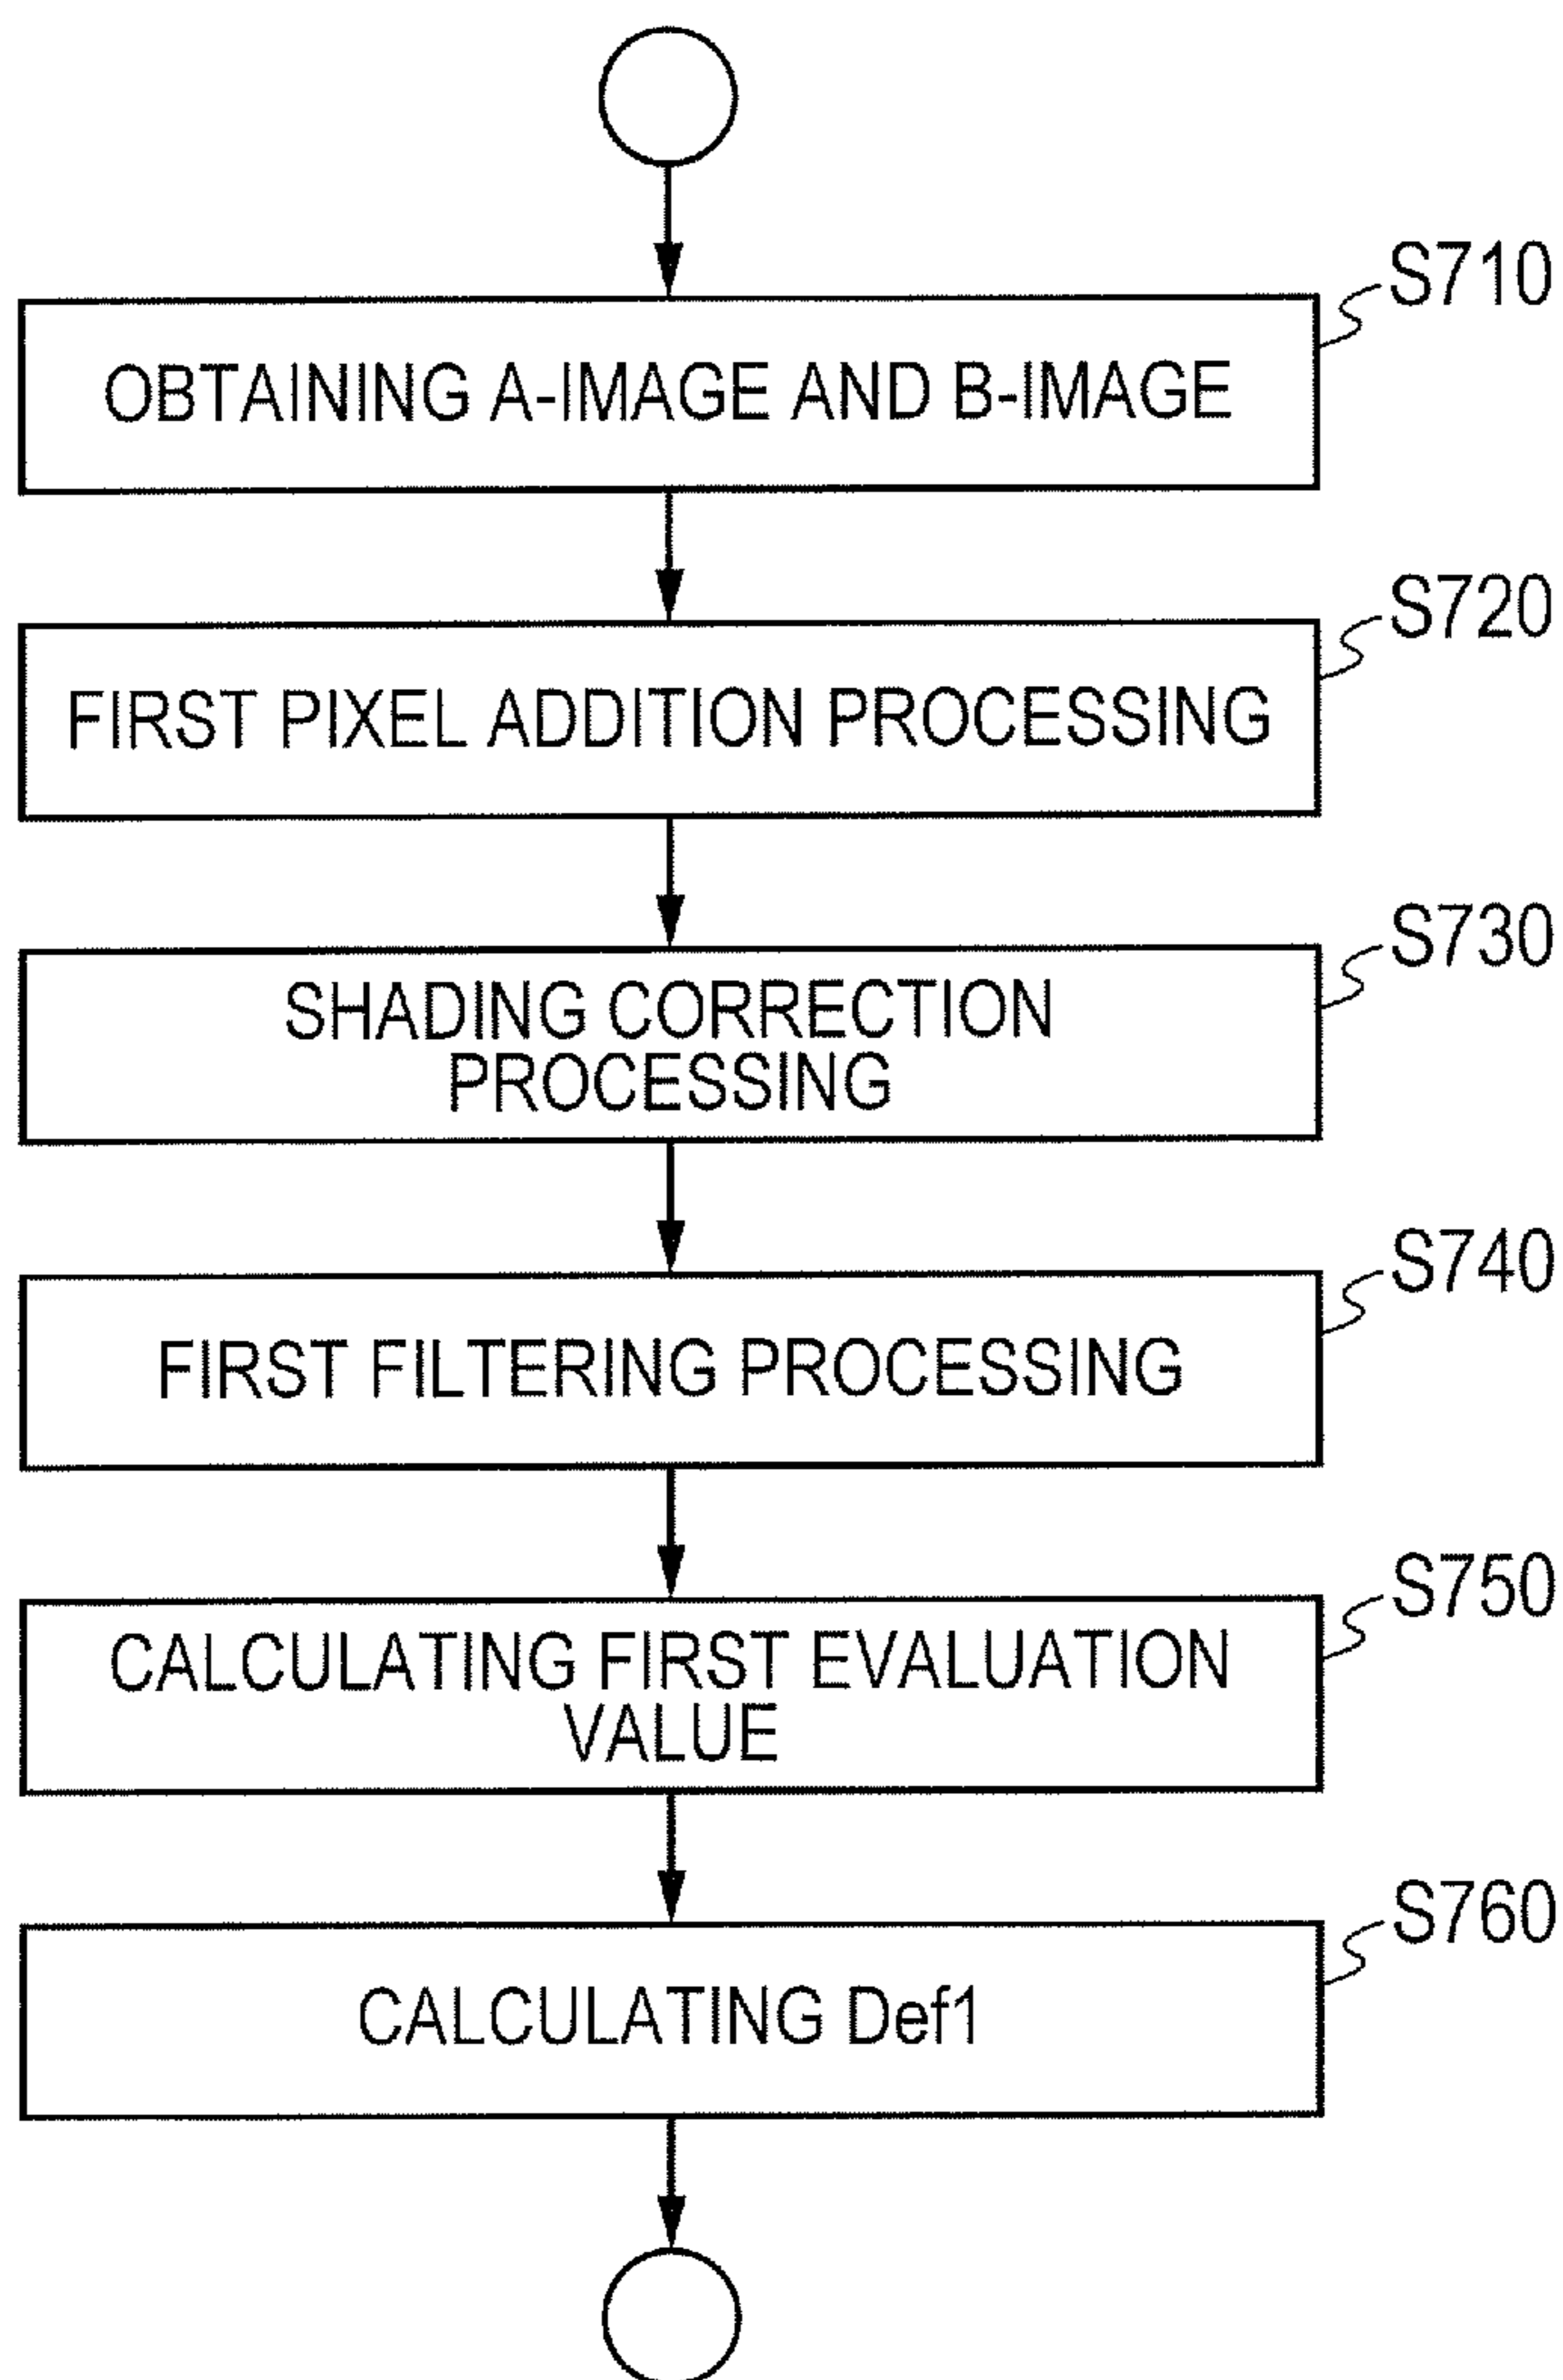 S710
OBTAINING A-IMAGE AND B-IMAGE
S720
FIRST PIXEL ADDITION PROCESSING
S730
SHADING CORRECTION
PROCESSING
S740
FIRST FILTERING PROCESSING
S750
CALCULATING FIRST EVALUATION
VALUE
S760
CALCULATING Def1